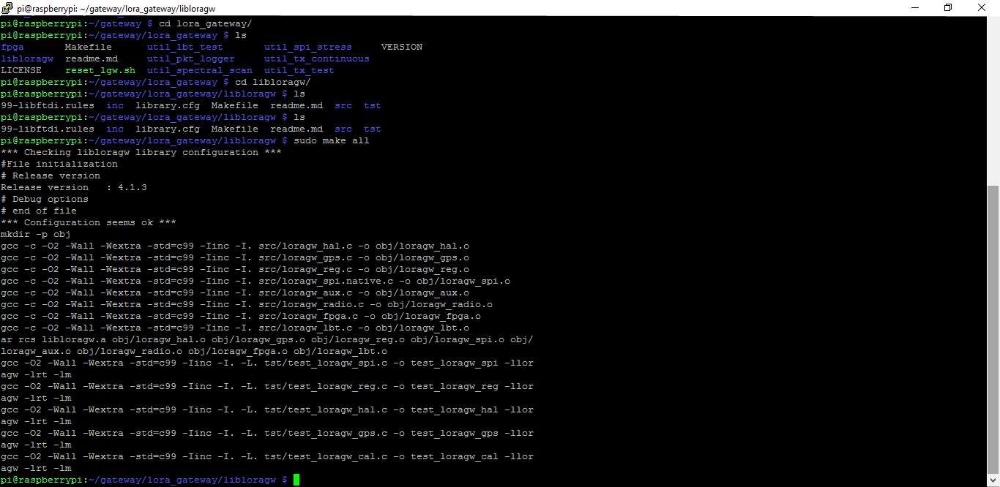 pi@raspberrypi: ~/gateway/lora_gateway/libloragw
pi@raspberrypi:~/gateway $ cd lora_gateway/
pi@raspberrypi:~/gateway/lora_gateway $ ls
fpga       Makefile      util_lbt_test       util_spi_stress     VERSION
libloragw  readme.md     util_pkt_logger     util_tx_continuous
LICENSE    reset_lgw.sh  util_spectral_scan  util_tx_test
pi@raspberrypi:~/gateway/lora_gateway $ cd libloragw/
pi@raspberrypi:~/gateway/lora_gateway/libloragw $ ls
99-libftdi.rules  inc  library.cfg  Makefile  readme.md  src  tst
pi@raspberrypi:~/gateway/lora_gateway/libloragw $ ls
99-libftdi.rules  inc  library.cfg  Makefile  readme.md  src  tst
pi@raspberrypi:~/gateway/lora_gateway/libloragw $ sudo make all
*** Checking libloragw library configuration ***
#File initialization
# Release version
Release version   : 4.1.3
# Debug options
# end of file
*** Configuration seems ok ***
mkdir -p obj
gcc -c -O2 -Wall -Wextra -std=c99 -Iinc -I. src/loragw_hal.c -o obj/loragw_hal.o
gcc -c -O2 -Wall -Wextra -std=c99 -Iinc -I. src/loragw_gps.c -o obj/loragw_gps.o
gcc -c -O2 -Wall -Wextra -std=c99 -Iinc -I. src/loragw_reg.c -o obj/loragw_reg.o
gcc -c -O2 -Wall -Wextra -std=c99 -Iinc -I. src/loragw_spi.native.c -o obj/loragw_spi.o
gcc -c -O2 -Wall -Wextra -std=c99 -Iinc -I. src/loragw_aux.c -o obj/loragw_aux.o
gcc -c -O2 -Wall -Wextra -std=c99 -Iinc -I. src/loragw_radio.c -o obj/loragw_radio.o
gcc -c -O2 -Wall -Wextra -std=c99 -Iinc -I. src/loragw_fpga.c -o obj/loragw_fpga.o
gcc -c -O2 -Wall -Wextra -std=c99 -Iinc -I. src/loragw_lbt.c -o obj/loragw_lbt.o
ar rcs libloragw.a obj/loragw_hal.o obj/loragw_gps.o obj/loragw_reg.o obj/loragw_spi.o obj/
loragw_aux.o obj/loragw_radio.o obj/loragw_fpga.o obj/loragw_lbt.o
gcc -O2 -Wall -Wextra -std=c99 -Iinc -I. -L. tst/test_loragw_spi.c -o test_loragw_spi -llor
agw -lrt -lm
gcc -O2 -Wall -Wextra -std=c99 -Iinc -I. -L. tst/test_loragw_reg.c -o test_loragw_reg -llor
agw -lrt -lm
gcc -O2 -Wall -Wextra -std=c99 -Iinc -I. -L. tst/test_loragw_hal.c -o test_loragw_hal -llor
agw -lrt -lm
gcc -O2 -Wall -Wextra -std=c99 -Iinc -I. -L. tst/test_loragw_gps.c -o test_loragw_gps -llor
agw -lrt -lm
gcc -O2 -Wall -Wextra -std=c99 -Iinc -I. -L. tst/test_loragw_cal.c -o test_loragw_cal -llor
agw -lrt -lm
pi@raspberrypi:~/gateway/lora_gateway/libloragw $